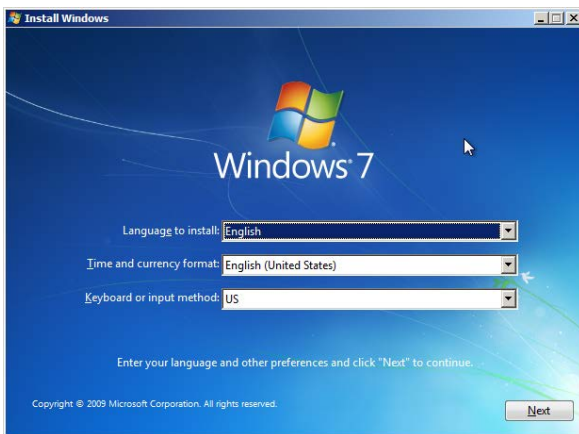 Install Windows
Windows 7
Language to install: English
Time and currency format: English (United States)
Keyboard or input method: US
Enter your language and other preferences and click "Next" to continue.
Copyright © 2009 Microsoft Corporation. All rights reserved.
Next